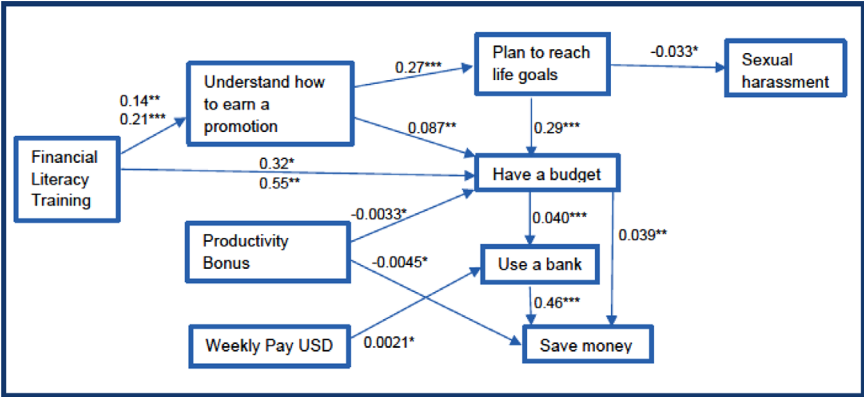 Plan to reach
life goals
-0.033*
Sexual
harassment
0.27***
Understand how
to earn a
promotion
0.14**
0.21***
0.087**
0.29***
Financial
Literacy
Training
0.32*
0.55**
Have a budget
-0.0033*
0.040***
0.039**
Productivity
Bonus
-0.0045*
Use a bank
0.46***
Weekly Pay USD
0.0021*
Save money